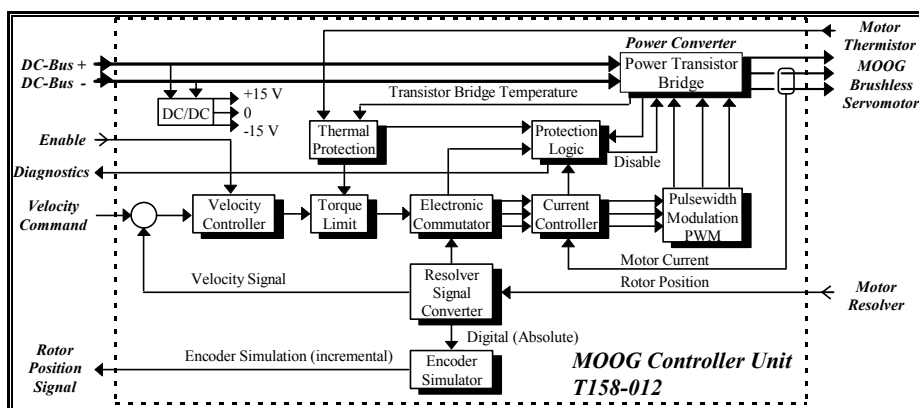 Motor
Thermistor
Power Converter
DC-Bus +
DC-Bus -
Power Transistor
Bridge
MOOG
Brushless
Servomotor
Transistor Bridge Temperature
DC/DC
+15 V
0
-15 V
Thermal
Protection
Protection
Logic
Disable
Enable
Diagnostics
Velocity
Command
Velocity
Controller
Torque
Limit
Electronic
Commutator
Current
Controller
Pulsewidth
Modulation
PWM
Motor Current
Velocity Signal
Resolver
Signal
Converter
Rotor Position
Motor
Resolver
Digital (Absolute)
Rotor
Position
Signal
Encoder Simulation (incremental)
Encoder
Simulator
MOOG Controller Unit
T158-012